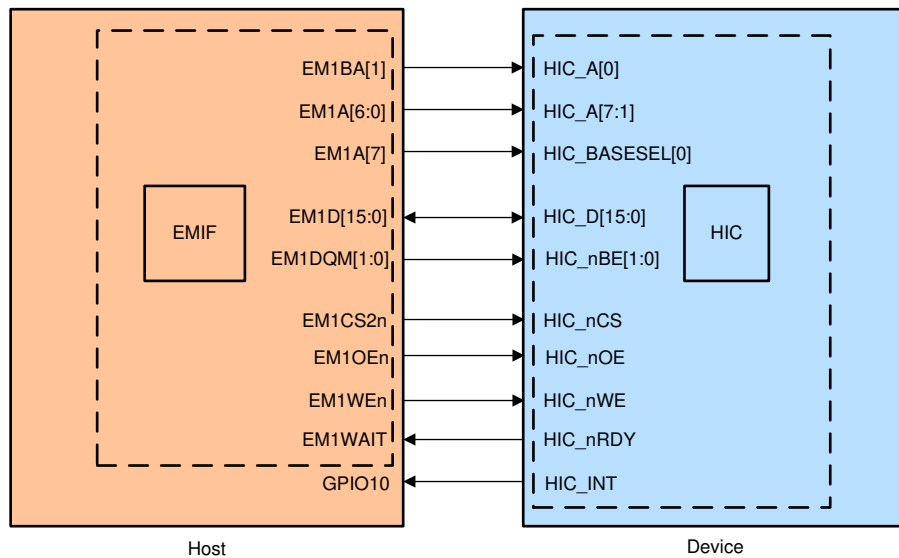 EM1BA[1] HIC_A[0]
EM1A[6:0] HIC_A[7:1]
EM1A[7] HIC_BASESEL[0]
EM1D[15:0] HIC_D[15:0]
EMIF HIC
EM1DQM[1:0] HIC_nBE[1:0]
EM1CS2n HIC_nCS
EM1OEn HIC_nOE
EM1WEn HIC_nWE
EM1WAIT HIC_nRDY
GPIO10 HIC_INT
Host Device